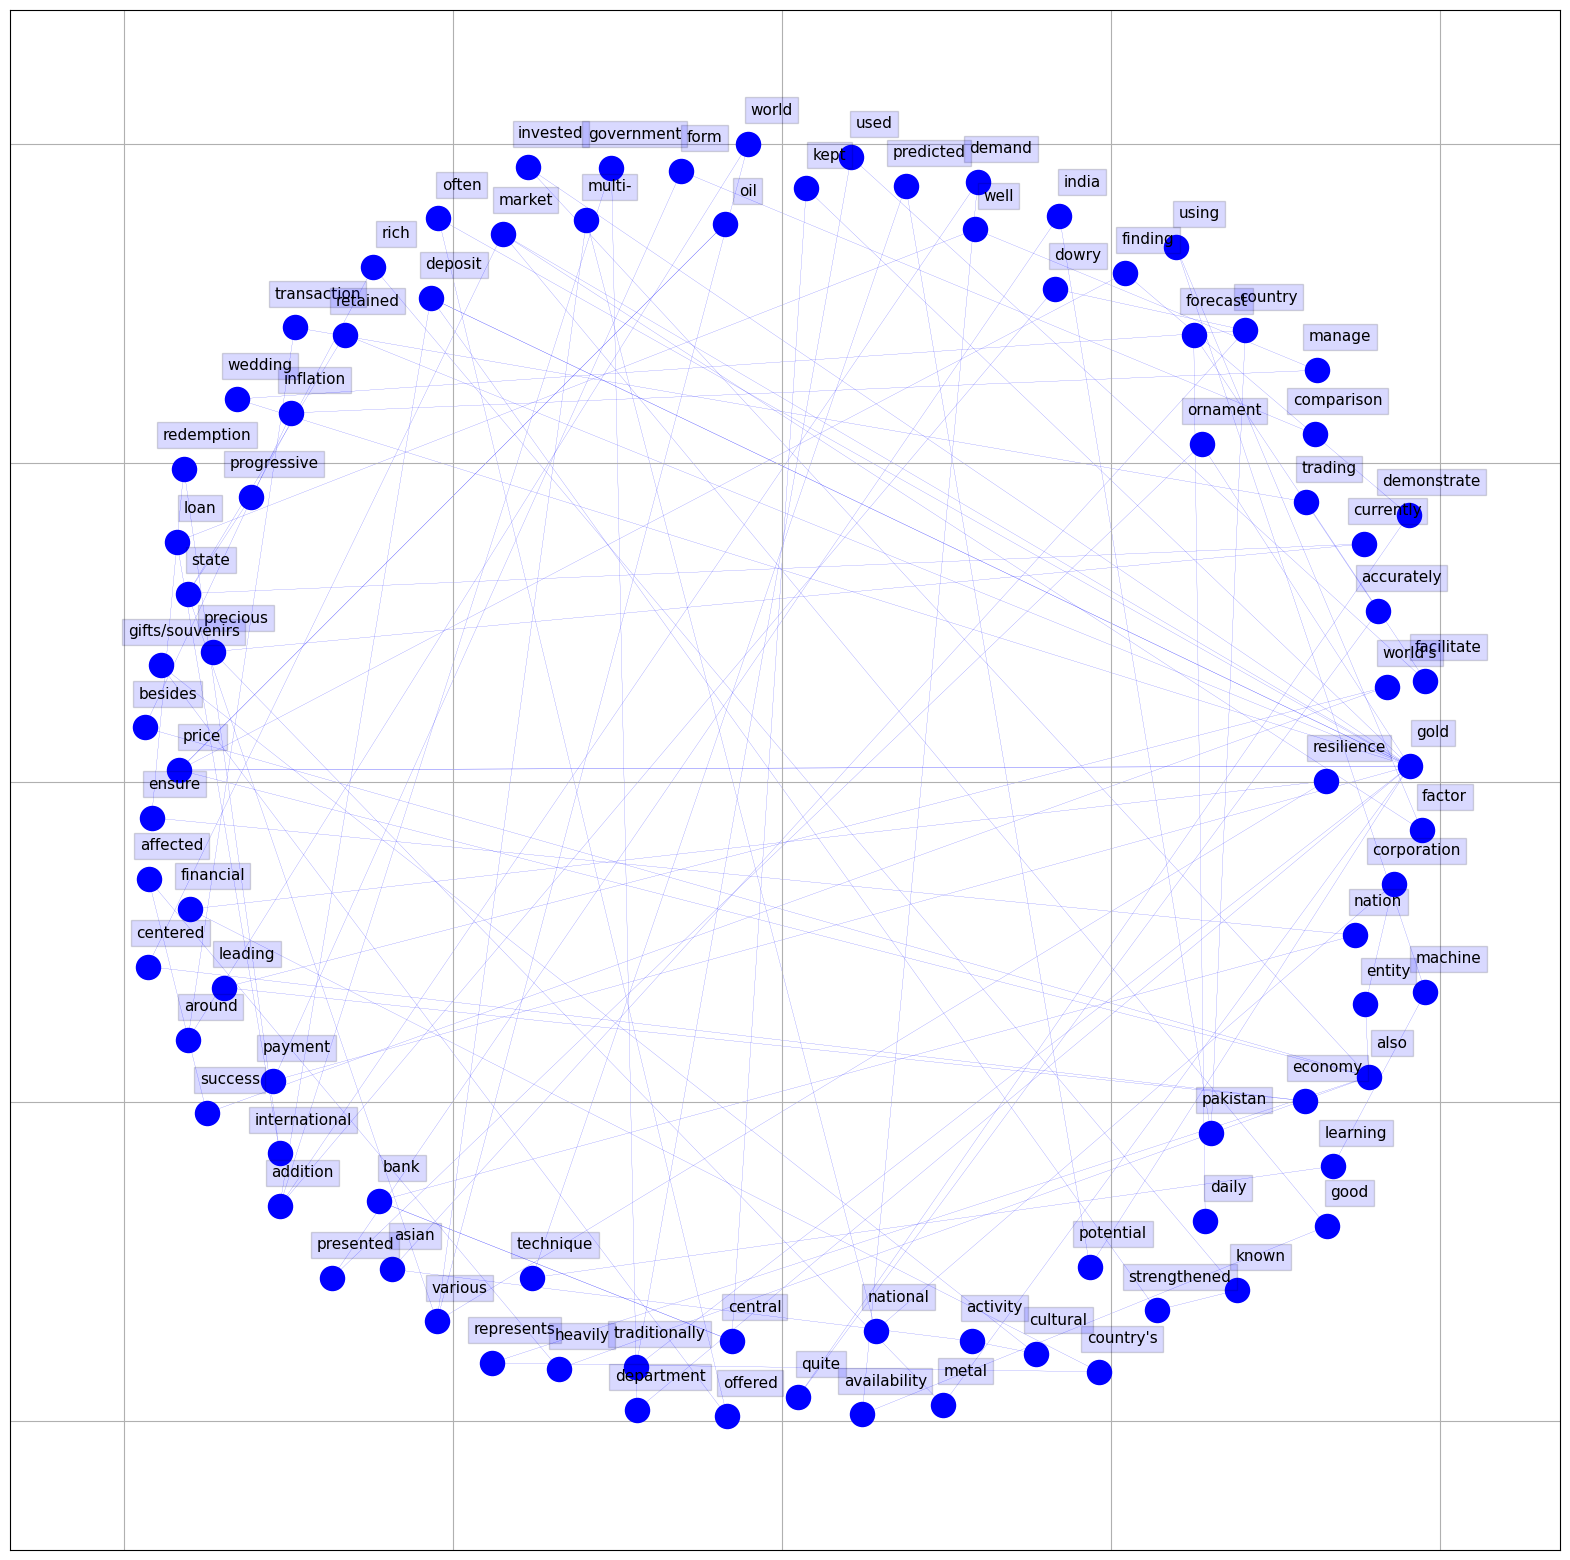 world
used
invested
government
form
kept
predicted
demand
often
market
multi-
oil
well
india
using
rich
deposit
dowry
finding
transaction
retained
forecast
country
manage
wedding
inflation
ornament
comparison
redemption
progressive
trading
demonstrate
loan
currently
state
accurately
gifts/souvenirs
precious
world's
facilitate
besides
price
resilience
gold
ensure
factor
affected
financial
corporation
nation
centered
leading
entity
machine
around
payment
also
success
economy
international
pakistan
learning
addition
bank
daily
good
presented
asian
technique
potential
known
various
strengthened
represents
heavily
traditionally
central
national
activity
cultural
country's
department
offered
quite
availability
metal